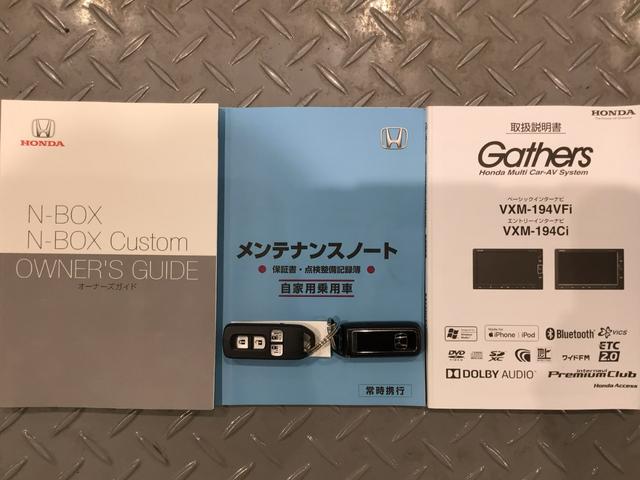 HONDA
N-BOX
N-BOX Custom
OWNER'S GUIDE
オーナーズガイド
メンテナンスノート
保証書・点検整備記録簿
自家用乗用車
常時携行
HONDA
取扱説明書
Gathers
Honda Multi Car-AV System
ベーシックインターナビ
VXM-194VFi
エントリーインターナビ
VXM-194Ci
iPhone iPod
Bluetooth
VICS
DVD
SD XC
ワイドFM
ETC 2.0
DOLBY AUDIO
internavi
Premium Club
Honda Access